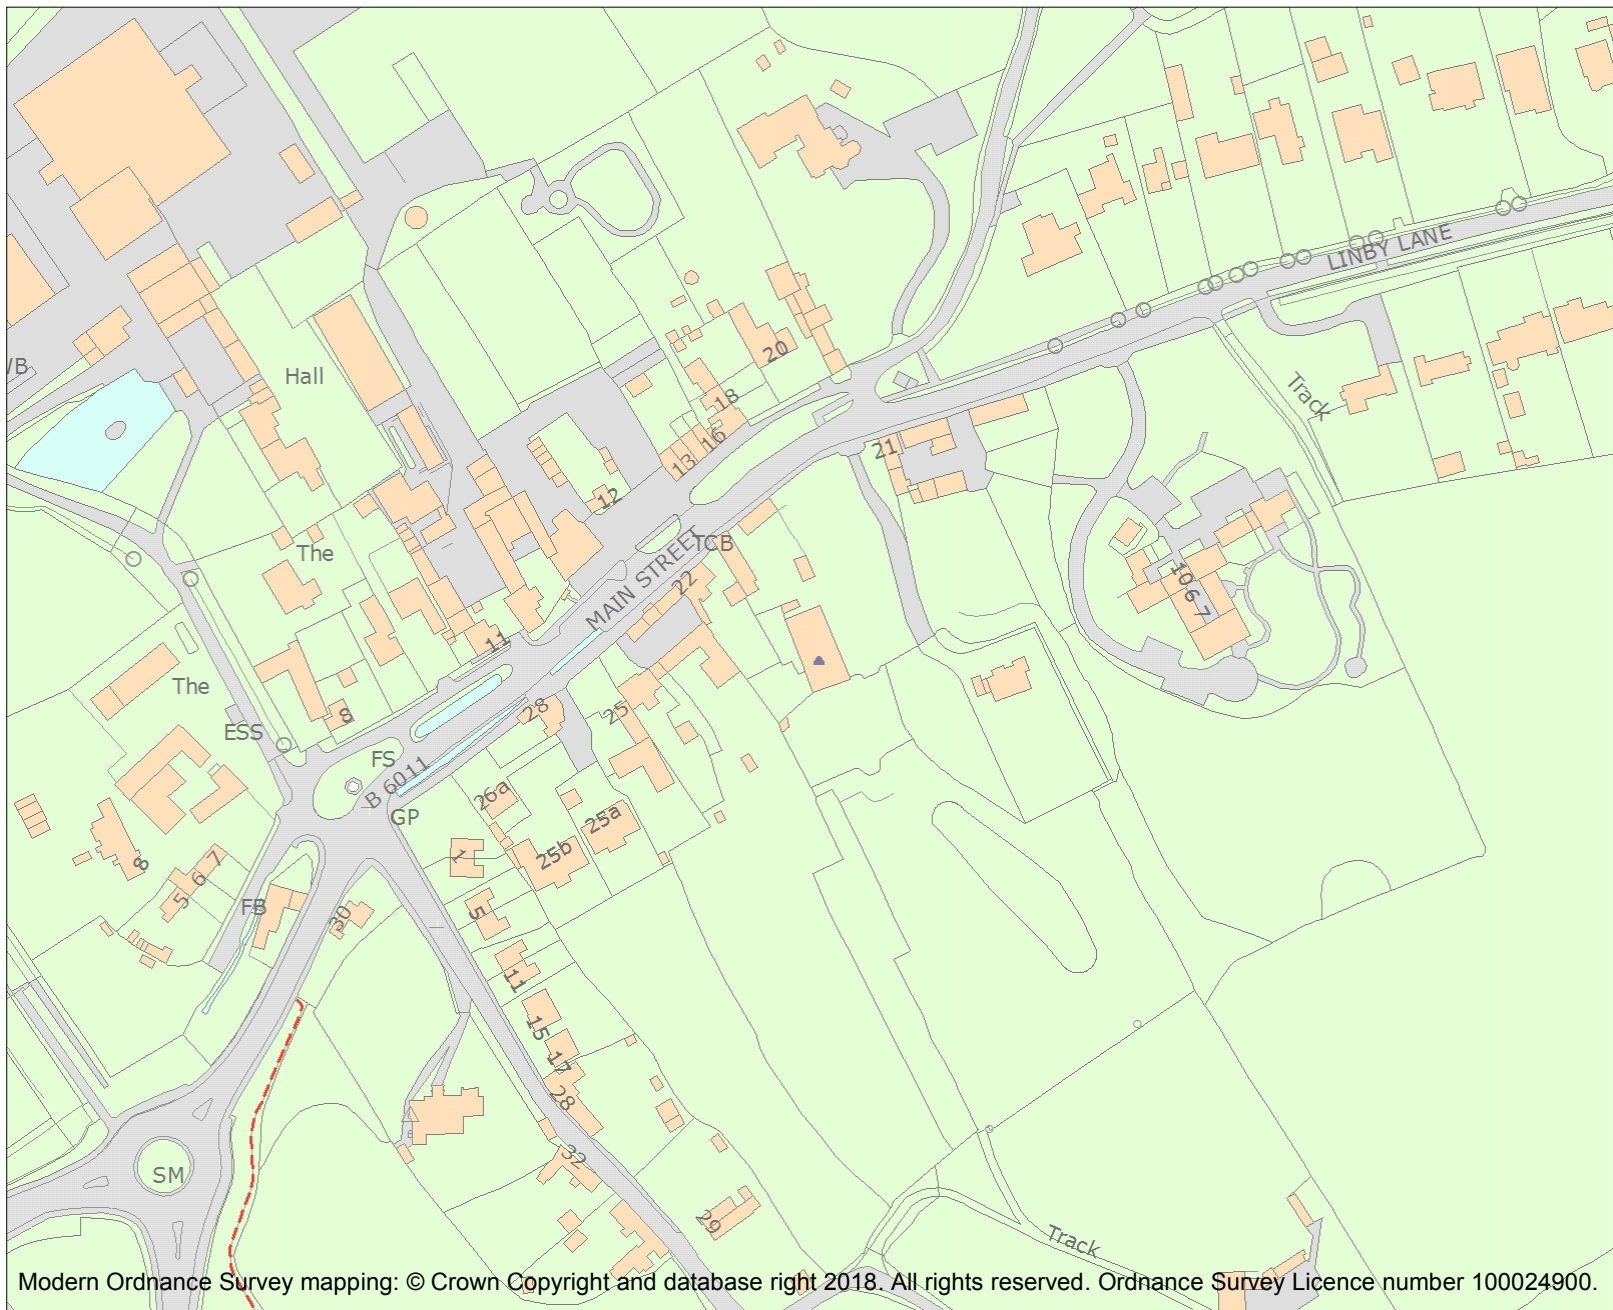 LINBY LANE
/B
Hall
20
Track
18
16
13
21
12
The
TCB
MAIN STREET
22
106 7
11
The
28
25
8
ESS
FS
B 6011
26a
GP
25a
25b
1
8
7
6
5
FB
30
5
11
15
17
28
32
SM
29
Track
Modern Ordnance Survey mapping: © Crown Copyright and database right 2018. All rights reserved. Ordnance Survey Licence number 100024900.